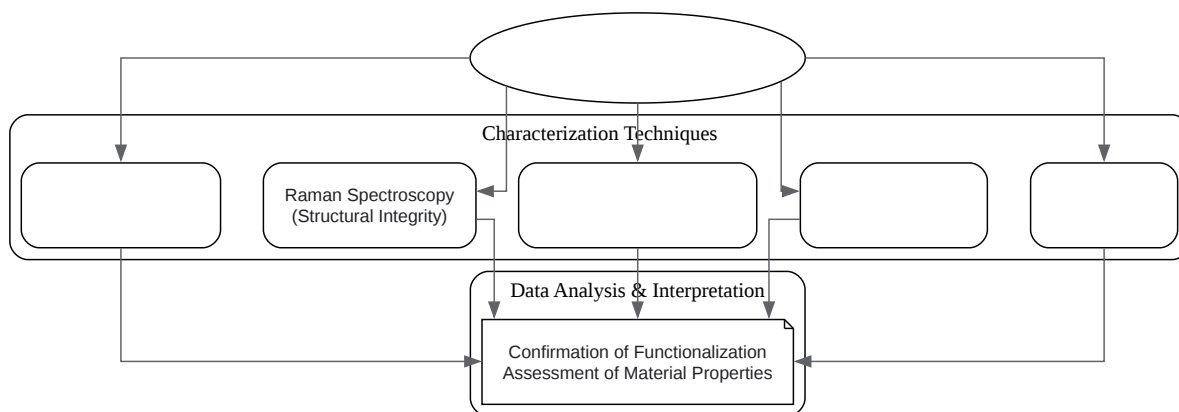 Characterization Techniques
Raman Spectroscopy
(Structural Integrity)
Data Analysis & Interpretation
Confirmation of Functionalization
Assessment of Material Properties